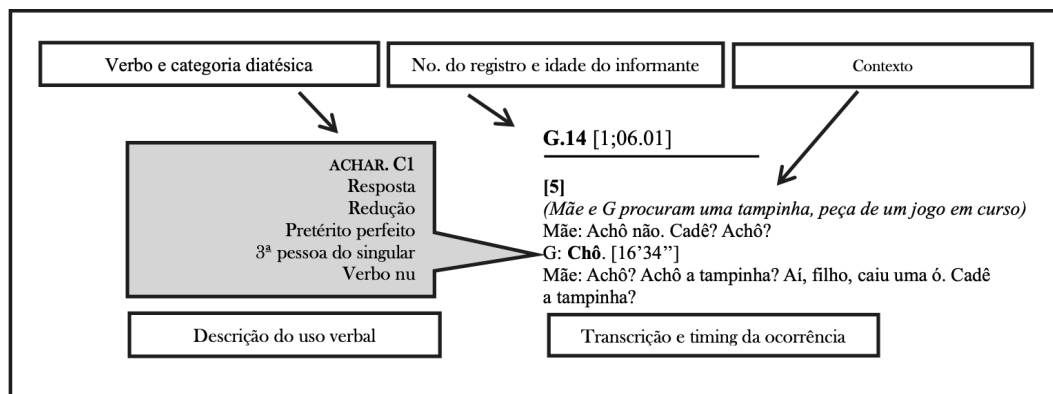 Verbo e categoria diatésica
No. do registro e idade do informante
Contexto
G.14 [1;06.01]
ACHAR. C1
Resposta
Redução
Pretérito perfeito
3ª pessoa do singular
Verbo nu
[5]
(Mãe e G procuram uma tampinha, peça de um jogo em curso)
Mãe: Achô não. Cadê? Achô?
G: Chô. [16’34”]
Mãe: Achô? Achô a tampinha? Aí, filho, caiu uma ó. Cadê
a tampinha?
Descrição do uso verbal
Transcrição e timing da ocorrência